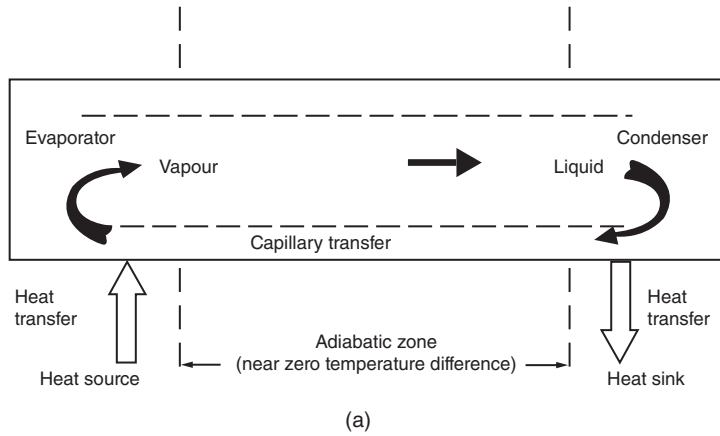 Evaporator
Condenser
Vapour
Liquid
Capillary transfer
Heat
transfer
Heat
transfer
Adiabatic zone
(near zero temperature difference)
Heat source
Heat sink
(a)